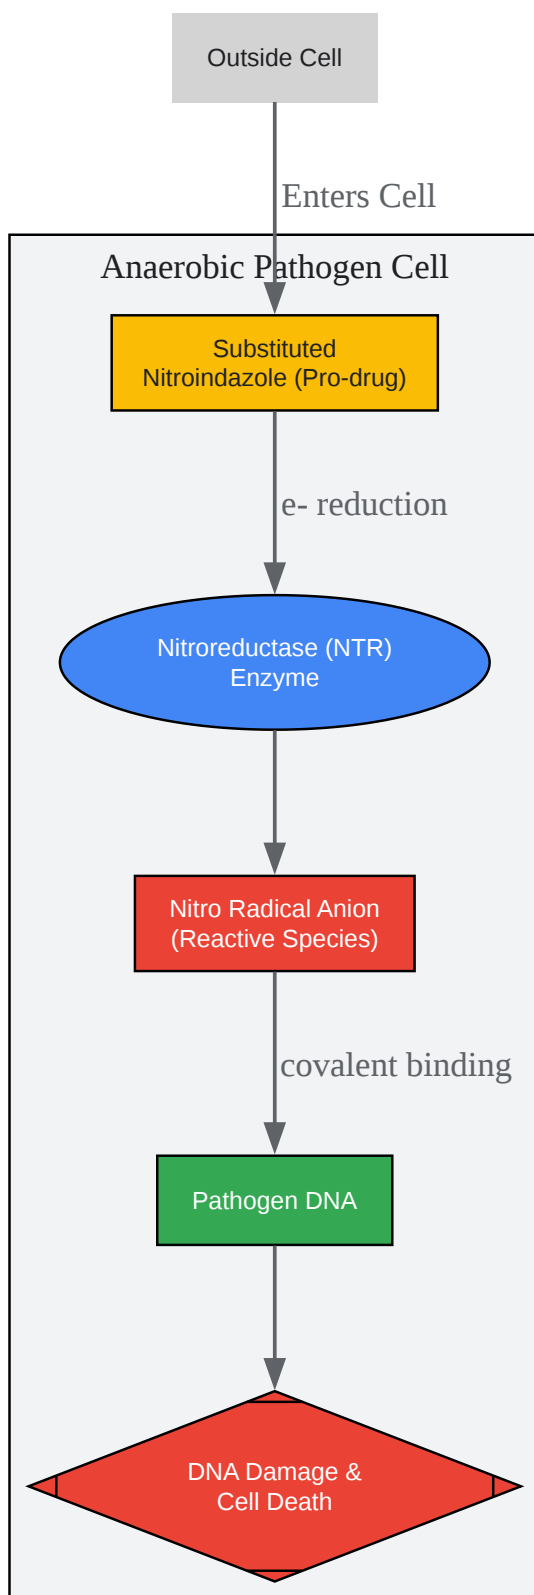 Outside Cell
Enters Cell
Anaerobic Pathogen Cell
Substituted
Nitroindazole (Pro-drug)
e- reduction
Nitroreductase (NTR)
Enzyme
Nitro Radical Anion
(Reactive Species)
covalent binding
Pathogen DNA
DNA Damage &
Cell Death